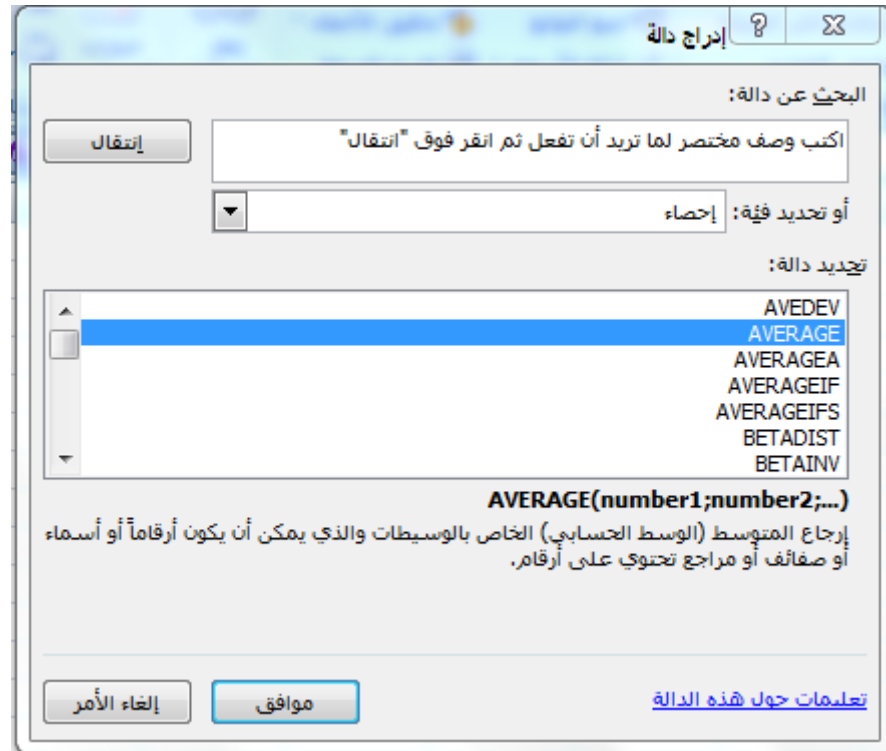 إدراج دالة
البحث عن دالة:
اكتب وصف مختصر لما تريد أن تفعل ثم انقر فوق "انتقال"
إنتقال
أو تحديد فئة: إحصاء
تحديد دالة:
AVEDEV
AVERAGE
AVERAGEA
AVERAGEIF
AVERAGEIFS
BETADIST
BETAINV
AVERAGE(number1;number2;...)
إرجاع المتوسط (الوسط الحسابي) الخاص بالوسيطات والذي يمكن أن يكون أرقاماً أو أسماء
أو صفائف أو مراجع تحتوي على أرقام.
تعليمات حول هذه الدالة
موافق
إلغاء الأمر